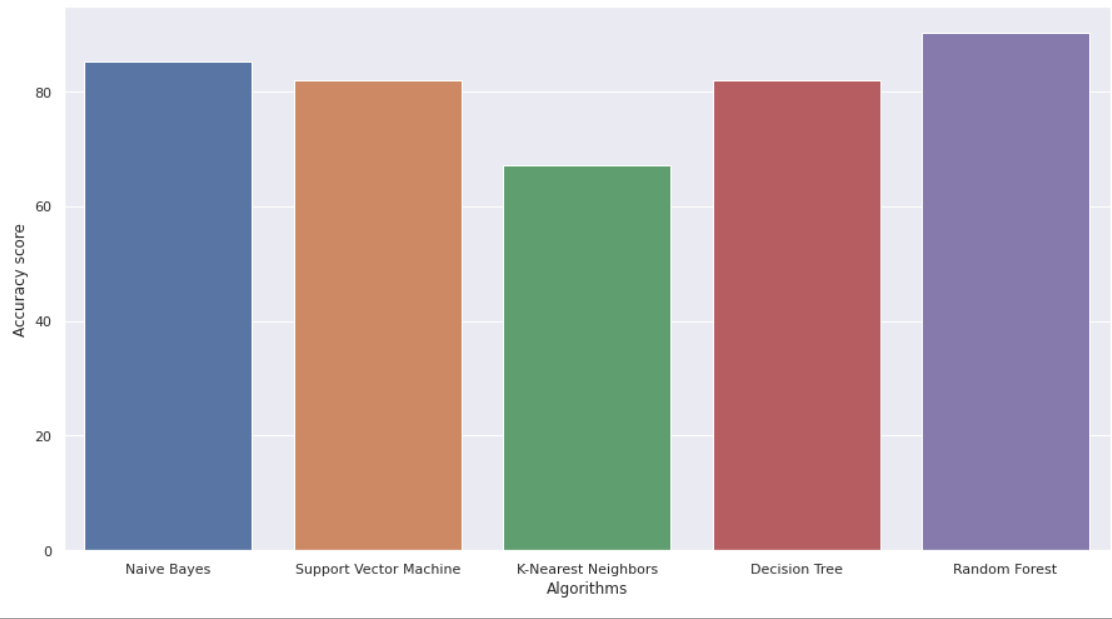 80
60
40
20
0
Accuracy score
Naive Bayes Support Vector Machine K-Nearest Neighbors Decision Tree Random Forest
Algorithms